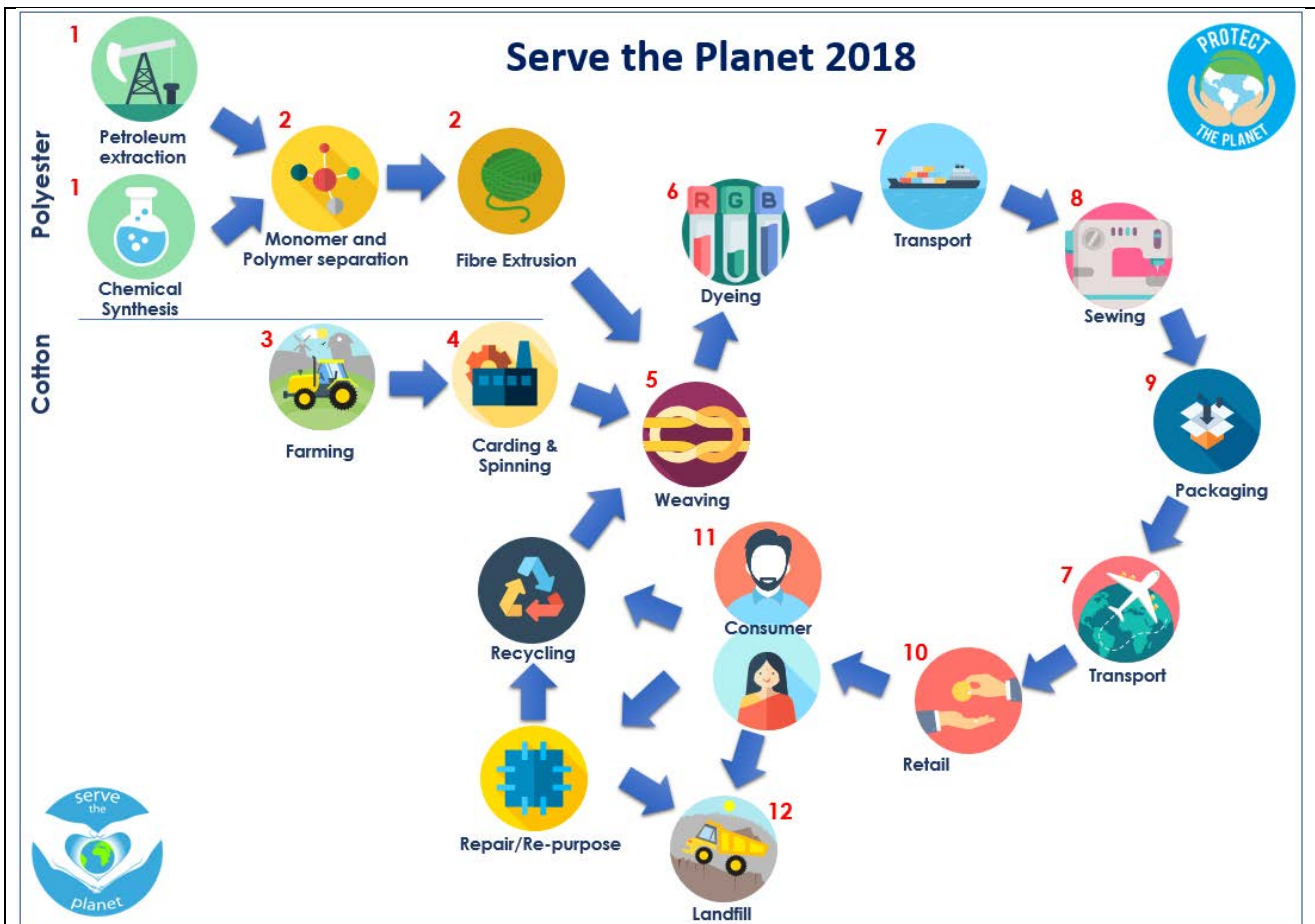 Serve the Planet 2018
PROTECT
THE PLANET
Polyester
1
Petroleum
extraction
1
Chemical
Synthesis
2
Monomer and
Polymer separation
2
Fibre Extrusion
Cotton
3
Farming
4
Carding &
Spinning
5
Weaving
6
R G B
Dyeing
7
Transport
8
Sewing
9
Packaging
7
Transport
10
Retail
11
Consumer
Recycling
Repair/Re-purpose
12
Landfill
serve
the
planet